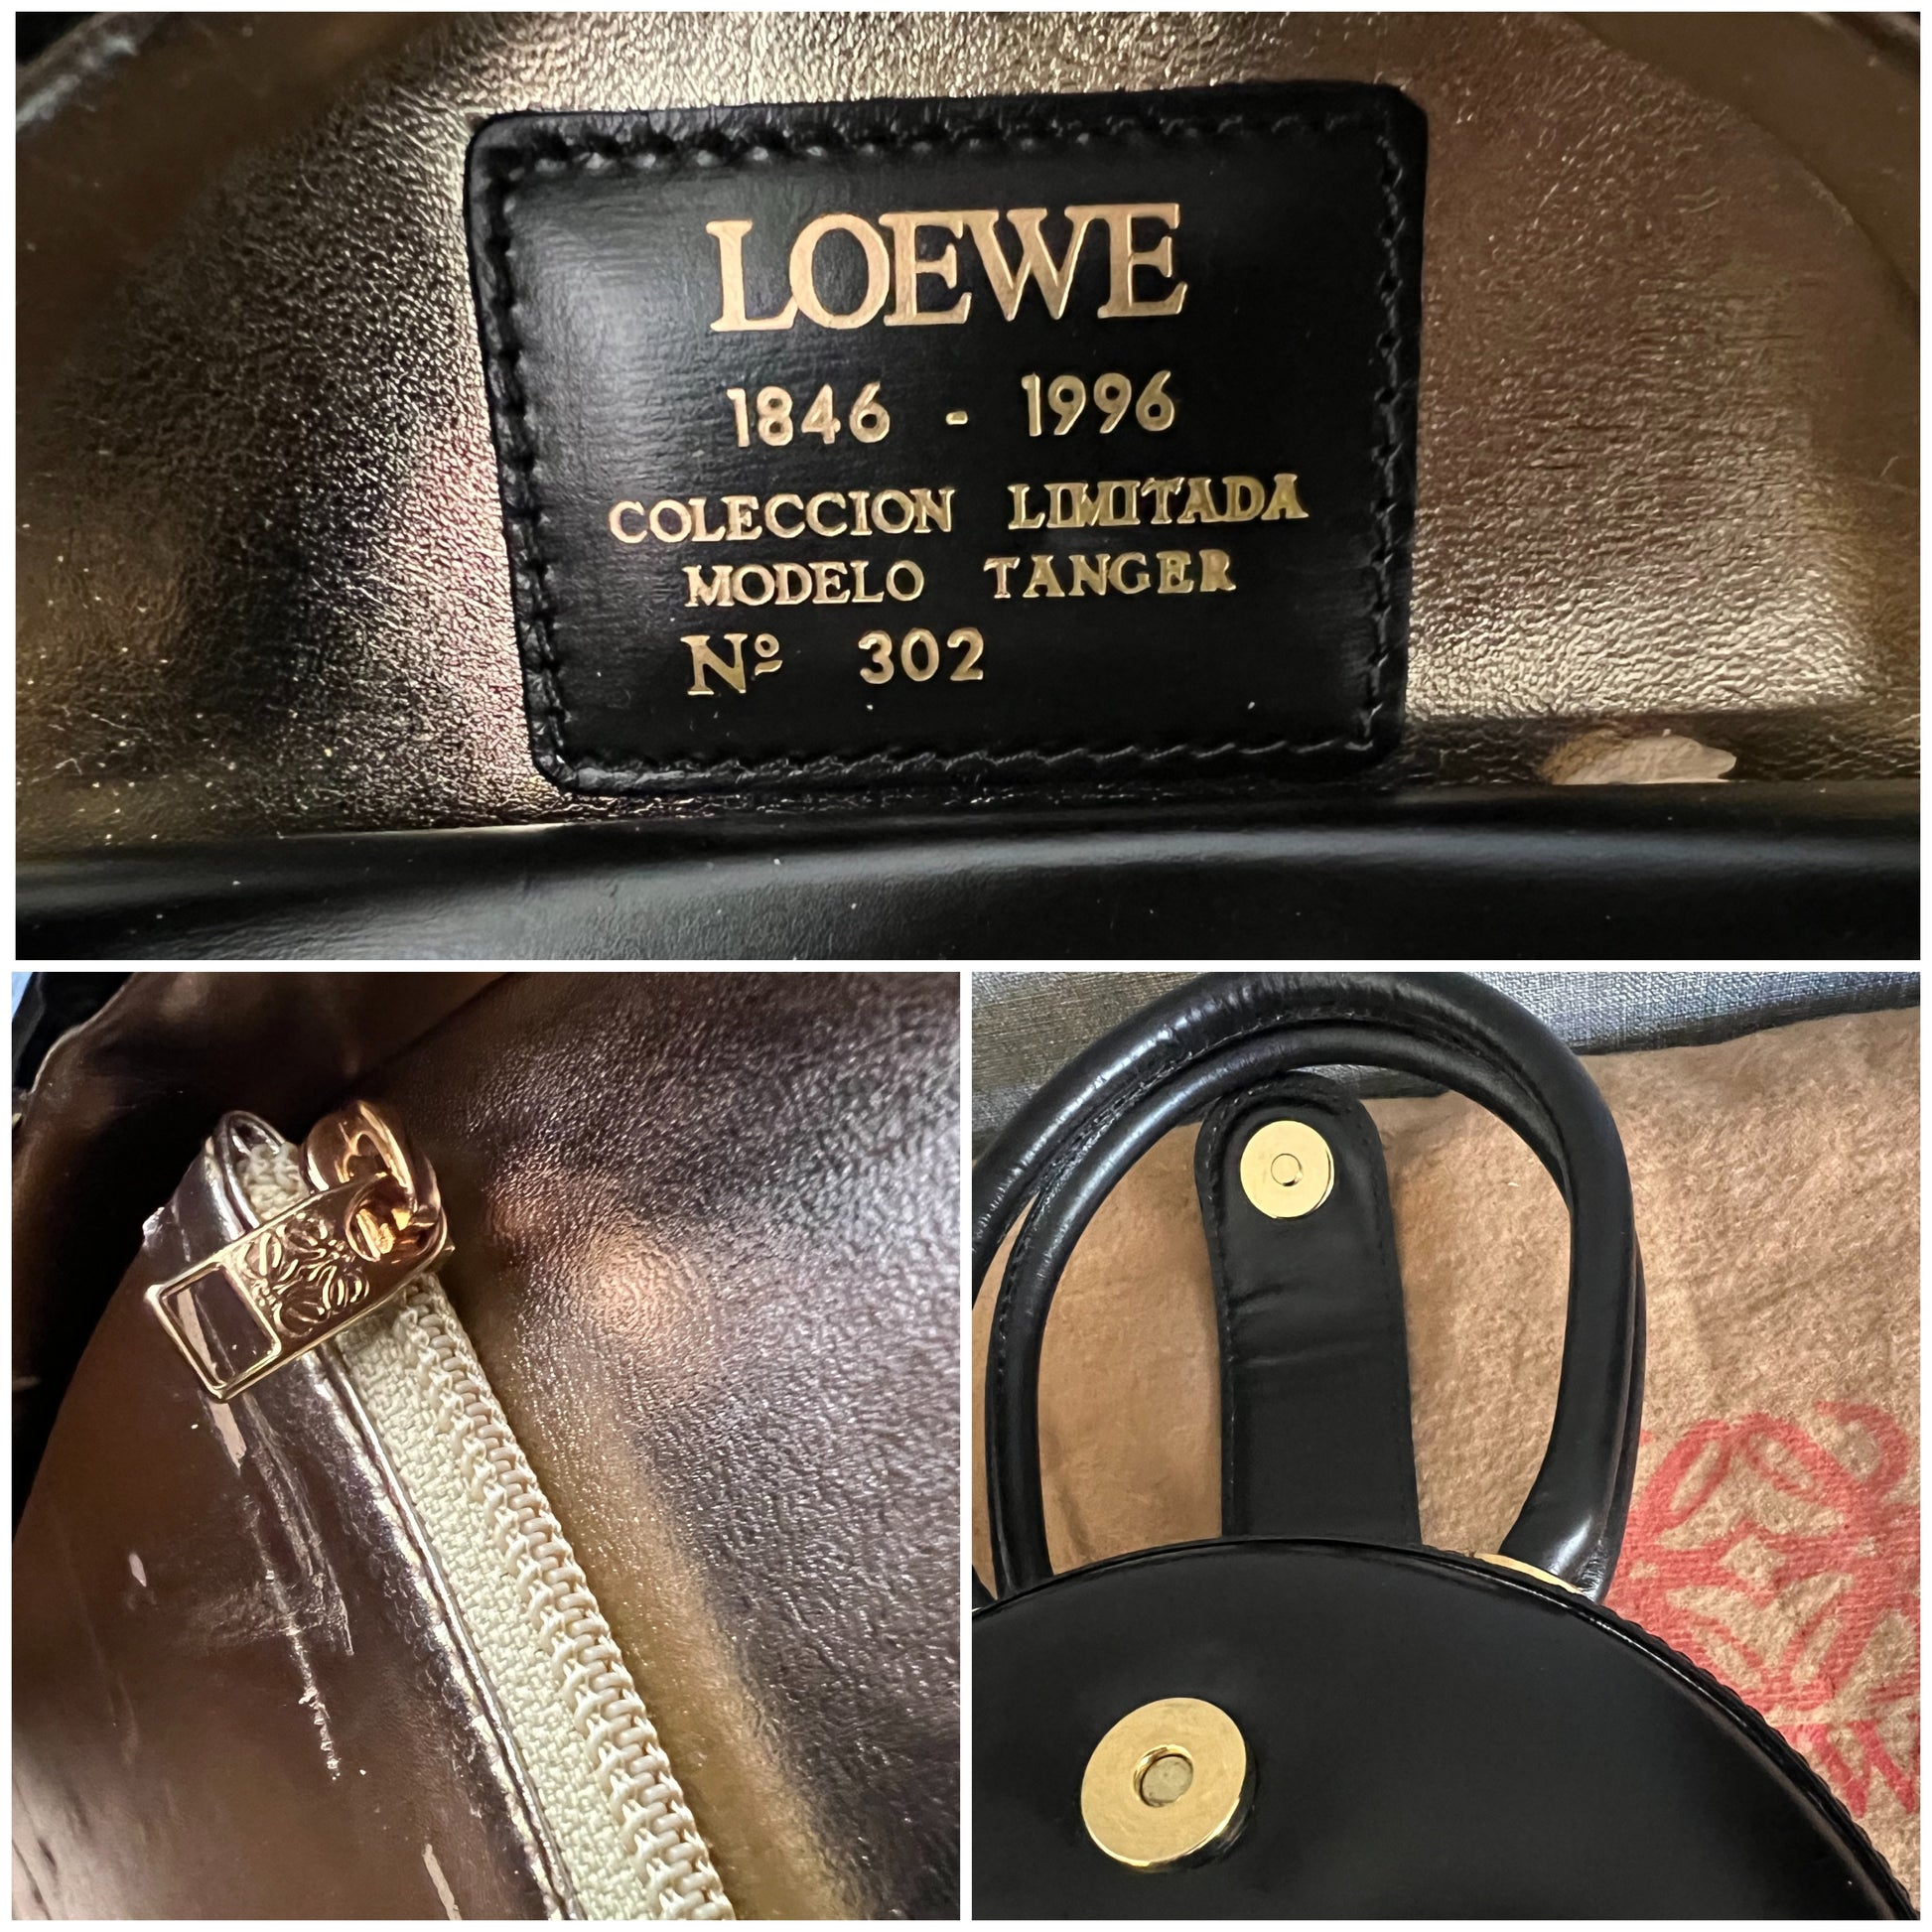 LOEWE
1846 - 1996
COLECCION LIMITADA
MODELO TANGER
Nº 302